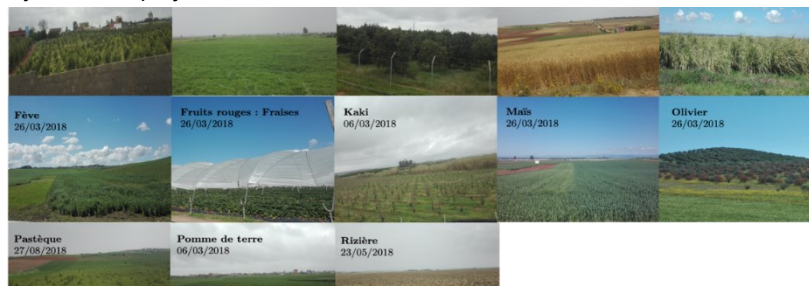 Fève
26/03/2018
Fruits rouges : Fraises
26/03/2018
Kaki
06/03/2018
Maïs
26/03/2018
Olivier
26/03/2018
Pastèque
27/08/2018
Pomme de terre
06/03/2018
Rizière
23/05/2018